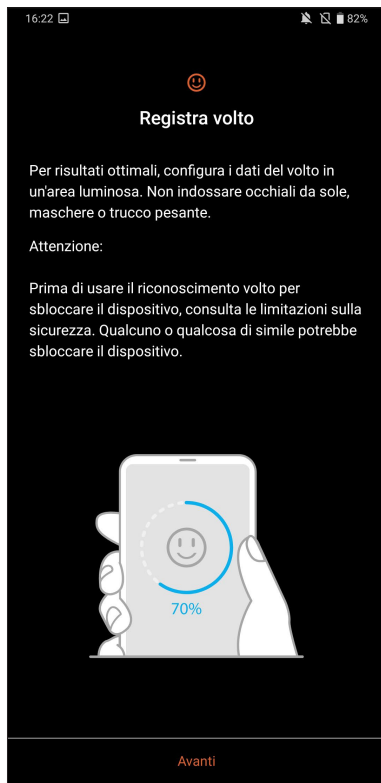 16:22
82%
Registra volto
Per risultati ottimali, configura i dati del volto in
un'area luminosa. Non indossare occhiali da sole,
maschere o trucco pesante.
Attenzione:
Prima di usare il riconoscimento volto per
sbloccare il dispositivo, consulta le limitazioni sulla
sicurezza. Qualcuno o qualcosa di simile potrebbe
sbloccare il dispositivo.
70%
Avanti